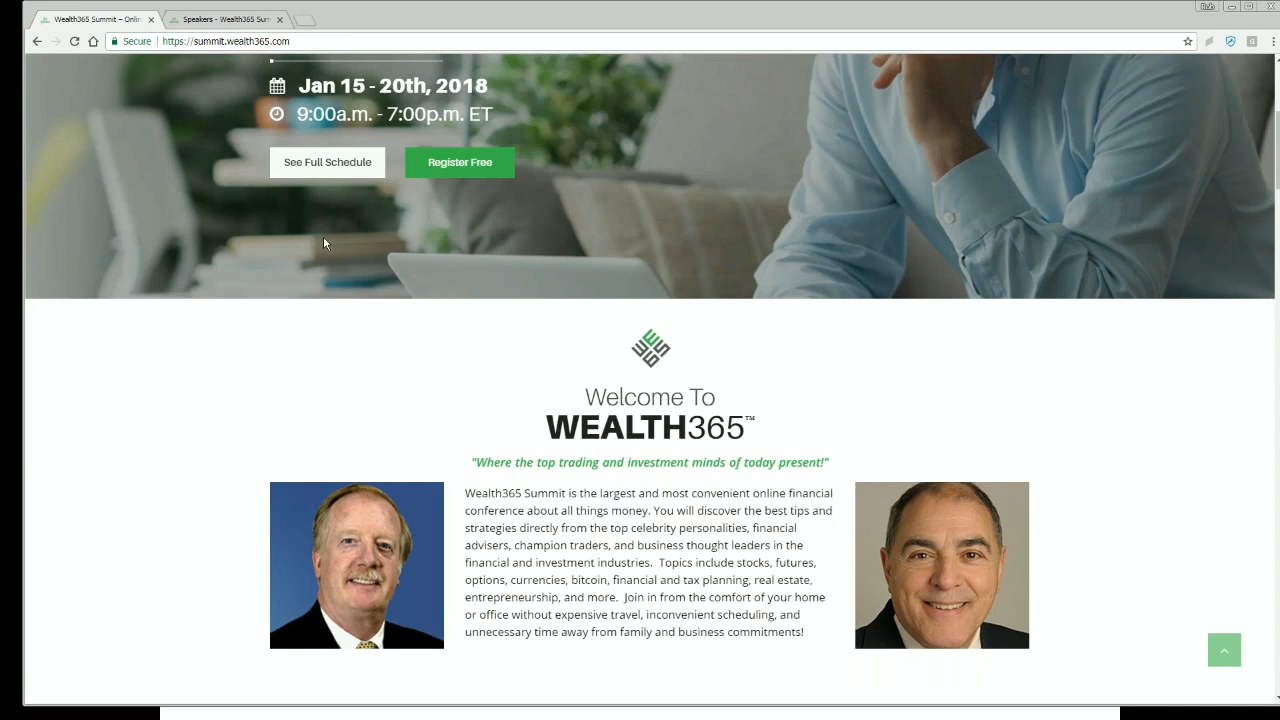 Rob
Wealth365 Summit – Onlin
Speakers - Wealth365 Sum
Secure
https://summit.wealth365.com
Jan 15 - 20th, 2018
9:00a.m. - 7:00p.m. ET
See Full Schedule
Register Free
Welcome To
WEALTH365™
"Where the top trading and investment minds of today present!"
Wealth365 Summit is the largest and most convenient online financial
conference about all things money. You will discover the best tips and
strategies directly from the top celebrity personalities, financial
advisers, champion traders, and business thought leaders in the
financial and investment industries. Topics include stocks, futures,
options, currencies, bitcoin, financial and tax planning, real estate,
entrepreneurship, and more. Join in from the comfort of your home
or office without expensive travel, inconvenient scheduling, and
unnecessary time away from family and business commitments!